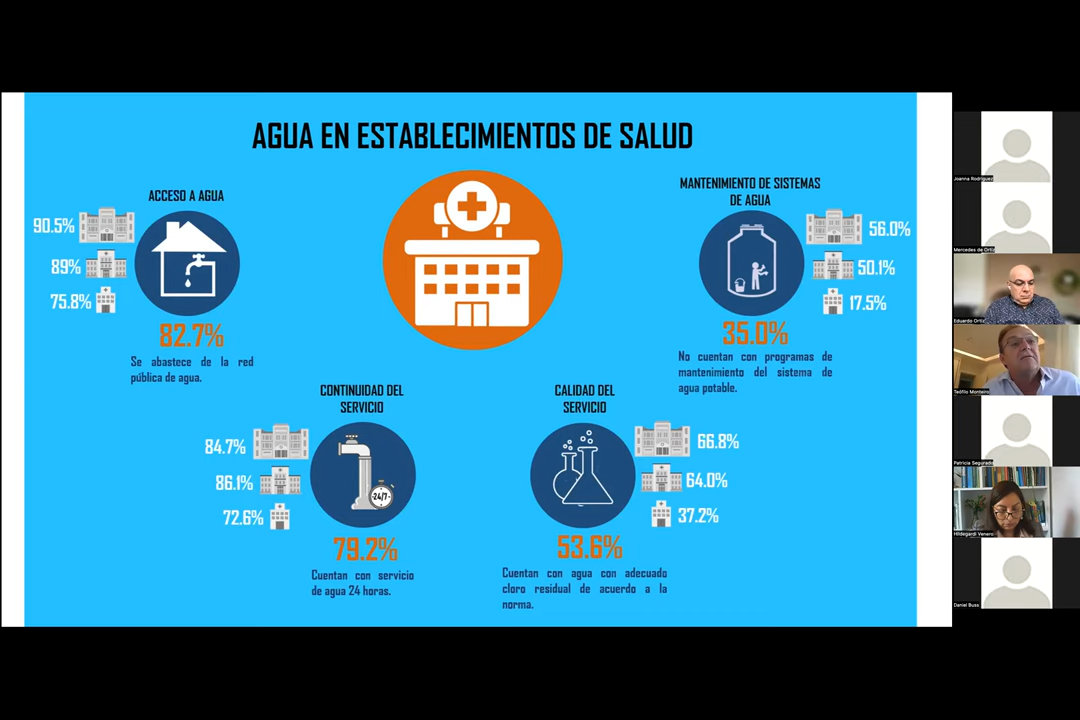 AGUA EN ESTABLECIMIENTOS DE SALUD
ACCESO A AGUA
90.5%
89%
75.8%
82.7%
Se abastece de la red
pública de agua.
MANTENIMIENTO DE SISTEMAS
DE AGUA
56.0%
50.1%
17.5%
35.0%
No cuentan con programas de
mantenimiento del sistema de
agua potable.
CONTINUIDAD DEL
SERVICIO
84.7%
86.1%
72.6%
24/7
79.2%
Cuentan con servicio
de agua 24 horas.
CALIDAD DEL
SERVICIO
66.8%
64.0%
37.2%
53.6%
Cuentan con agua con adecuado
cloro residual de acuerdo a la
norma.
Joanna Rodriguez
Mercedes de Ortiz
Eduardo Ortiz
Teófilo Monteiro
Patricia Segurado
Hildegardi Venero
Daniel Buss